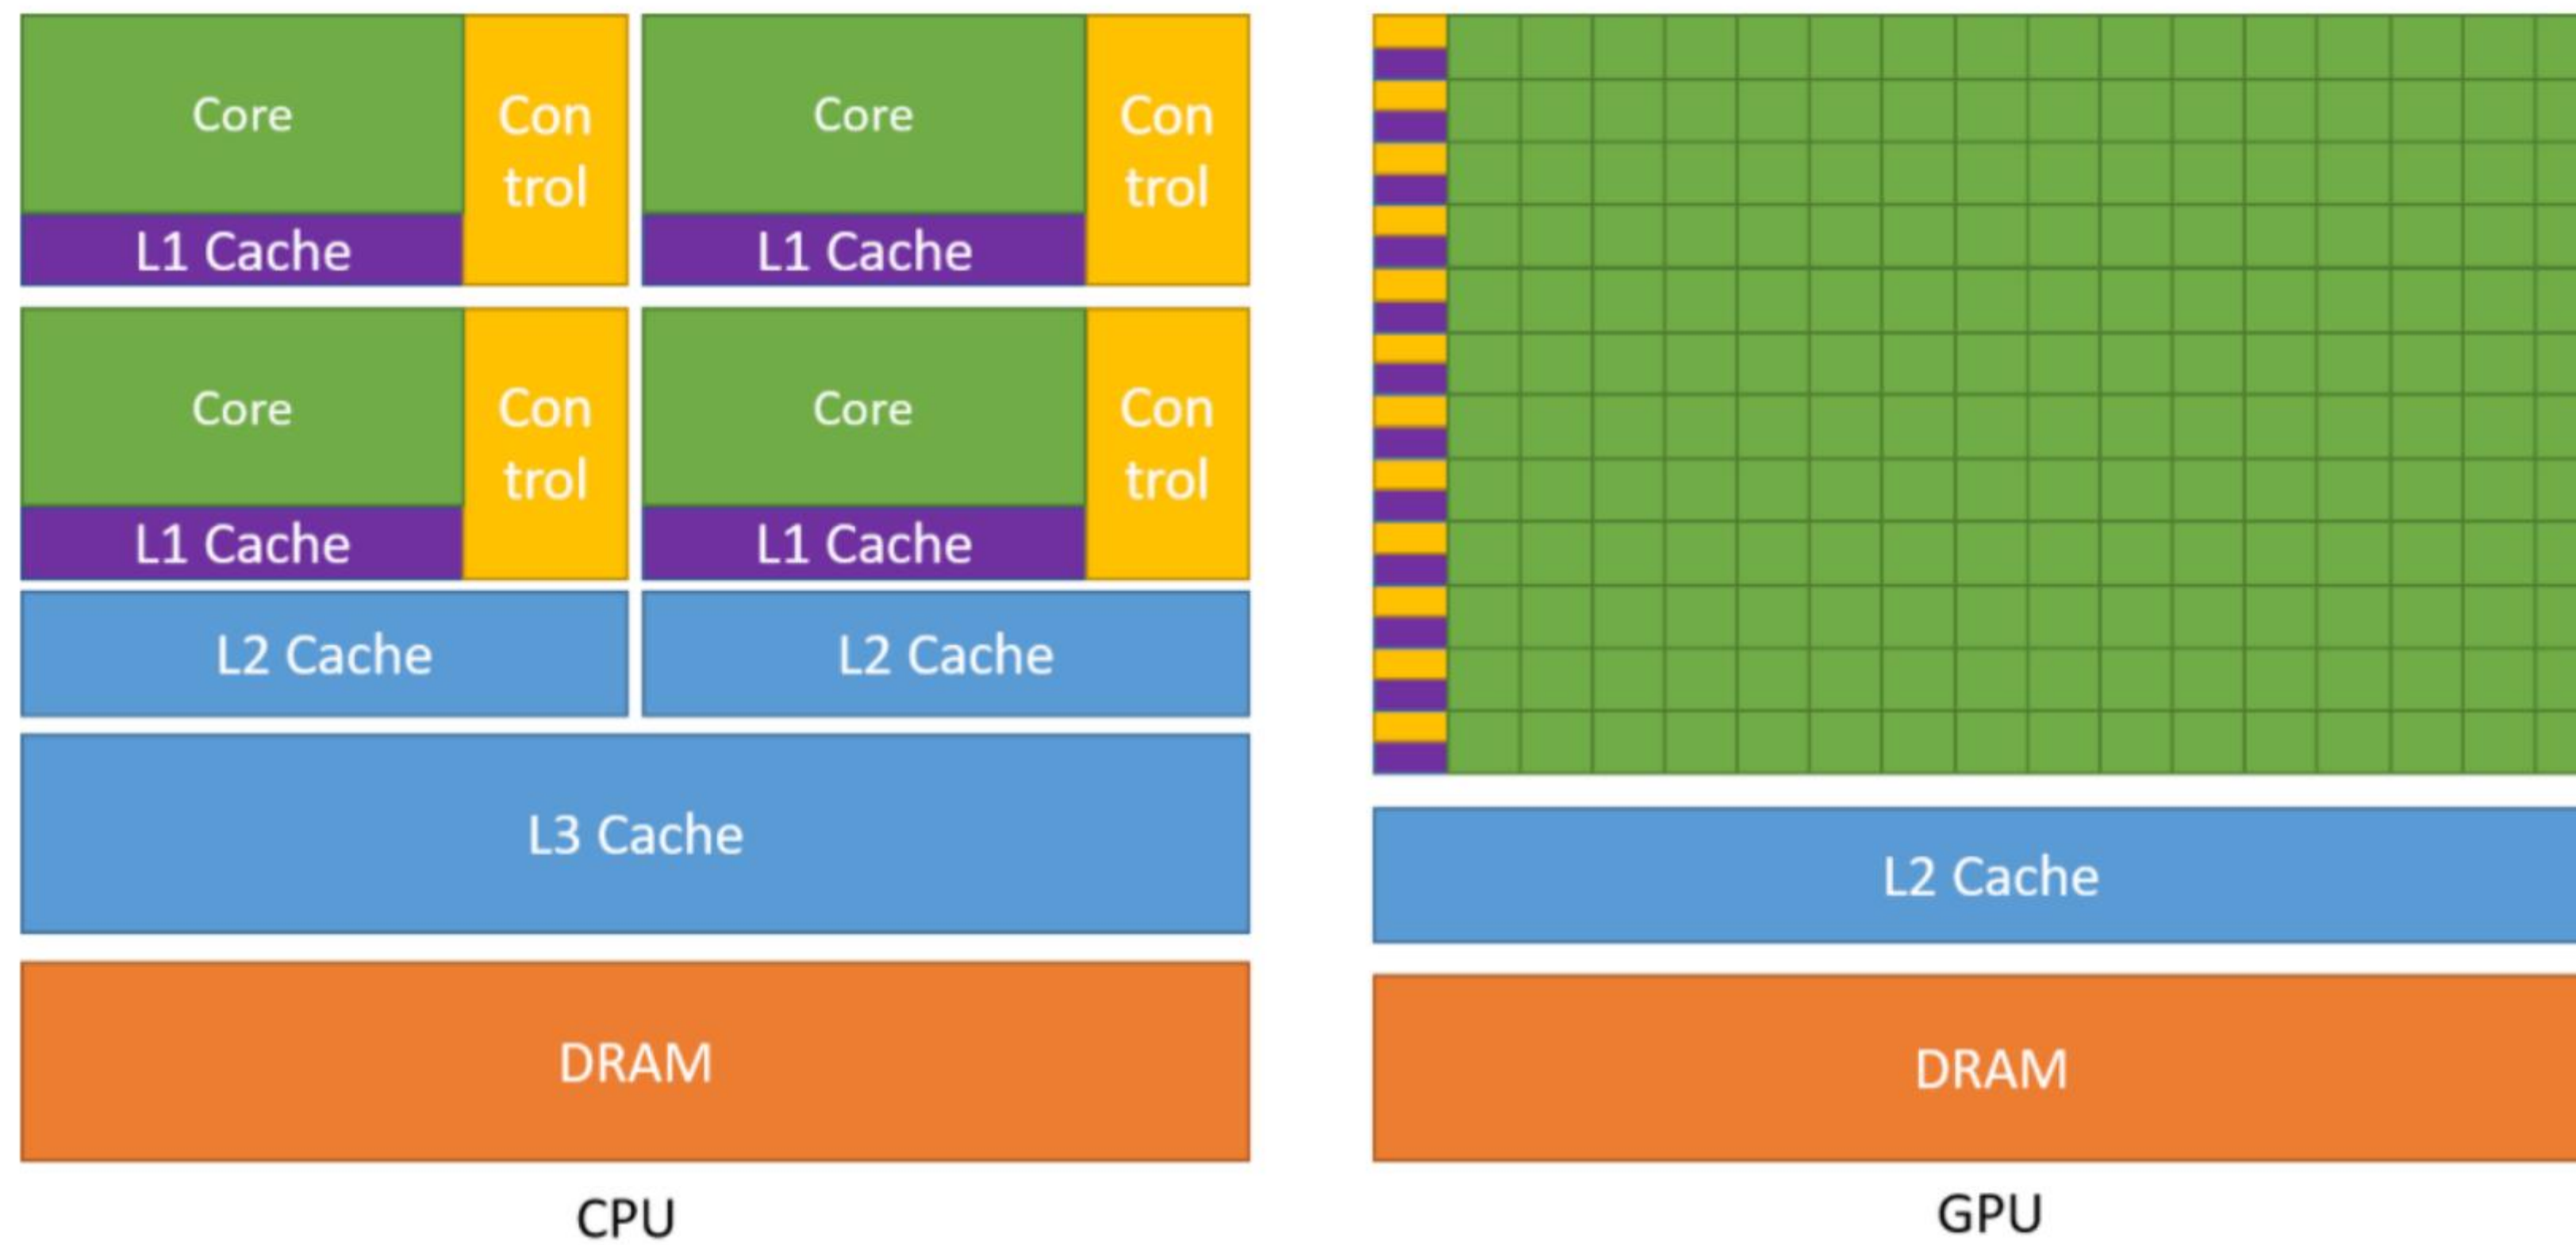 Core
Con
trol
Core
Con
trol
L1 Cache
L1 Cache
Core
Con
trol
Core
Con
trol
L1 Cache
L1 Cache
L2 Cache
L2 Cache
L3 Cache
DRAM
CPU
L2 Cache
DRAM
GPU